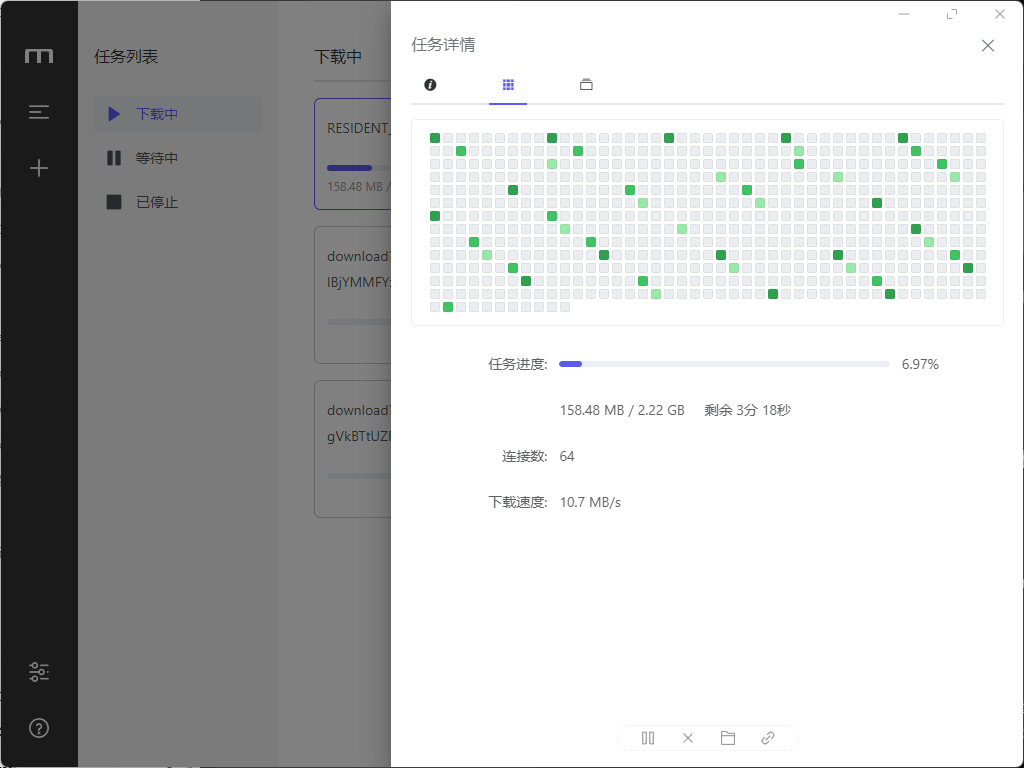 任务列表
下载中
等待中
已停止
下载中
RESIDENT_
158.48 MB /
download
IBjYMMFY
download
gVkBTtUZ
任务详情
任务进度: 6.97%
158.48 MB / 2.22 GB 剩余 3分 18秒
连接数: 64
下载速度: 10.7 MB/s